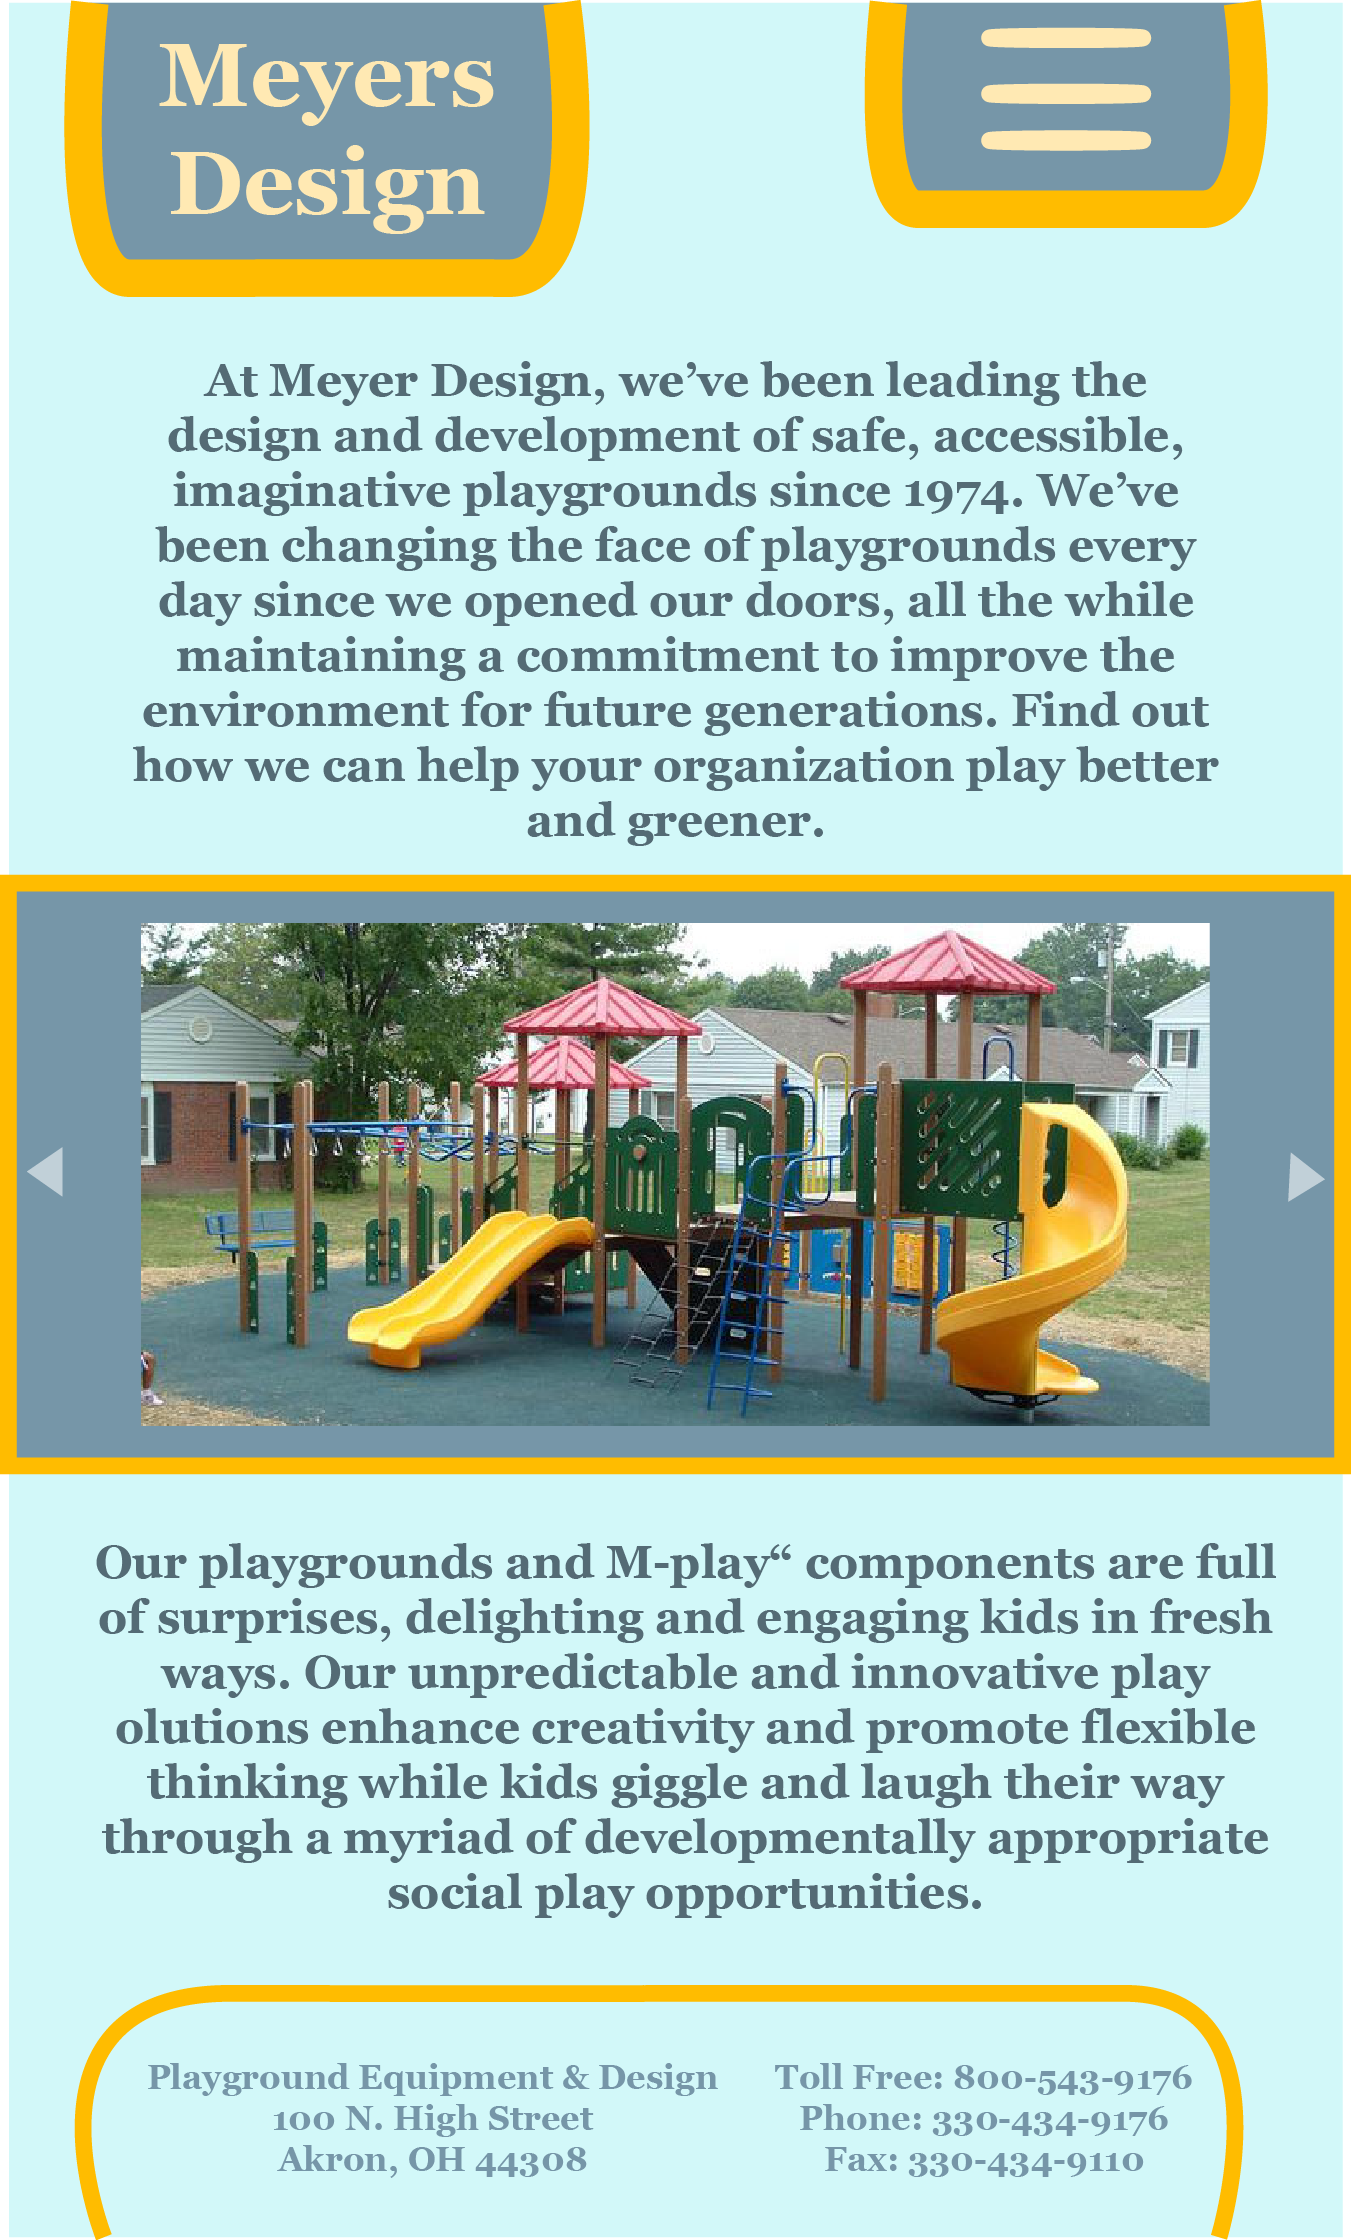 Meyers
Design
At Meyer Design, we’ve been leading the
design and development of safe, accessible,
imaginative playgrounds since 1974. We’ve
been changing the face of playgrounds every
day since we opened our doors, all the while
maintaining a commitment to improve the
environment for future generations. Find out
how we can help your organization play better
and greener.
Our playgrounds and M-play“ components are full
of surprises, delighting and engaging kids in fresh
ways. Our unpredictable and innovative play
olutions enhance creativity and promote flexible
thinking while kids giggle and laugh their way
through a myriad of developmentally appropriate
social play opportunities.
Playground Equipment & Design
100 N. High Street
Akron, OH 44308
Toll Free: 800-543-9176
Phone: 330-434-9176
Fax: 330-434-9110